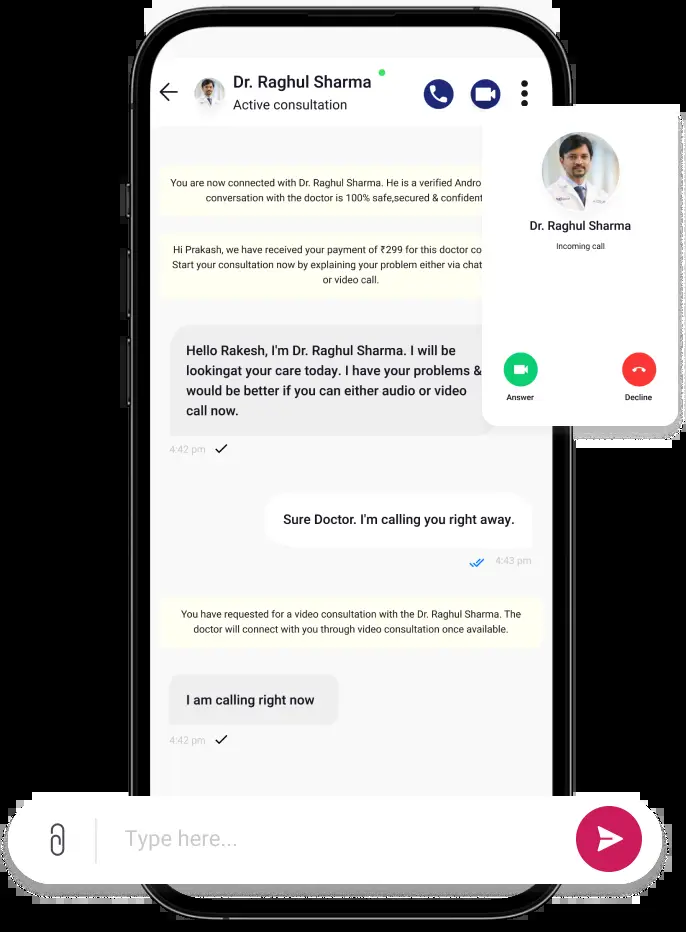 Dr. Raghul Sharma
Active consultation
You are now connected with Dr. Raghul Sharma. He is a verified Andro
conversation with the doctor is 100% safe,secured & confident
Hi Prakash, we have received your payment of ₹299 for this doctor co
Start your consultation now by explaining your problem either via chat
or video call.
Dr. Raghul Sharma
Incoming call
Answer
Decline
Hello Rakesh, I'm Dr. Raghul Sharma. I will be
lookingat your care today. I have your problems &
would be better if you can either audio or video
call now.
4:42 pm
Sure Doctor. I'm calling you right away.
4:43 pm
You have requested for a video consultation with the Dr. Raghul Sharma. The
doctor will connect with you through video consultation once available.
I am calling right now
4:42 pm
Type here...